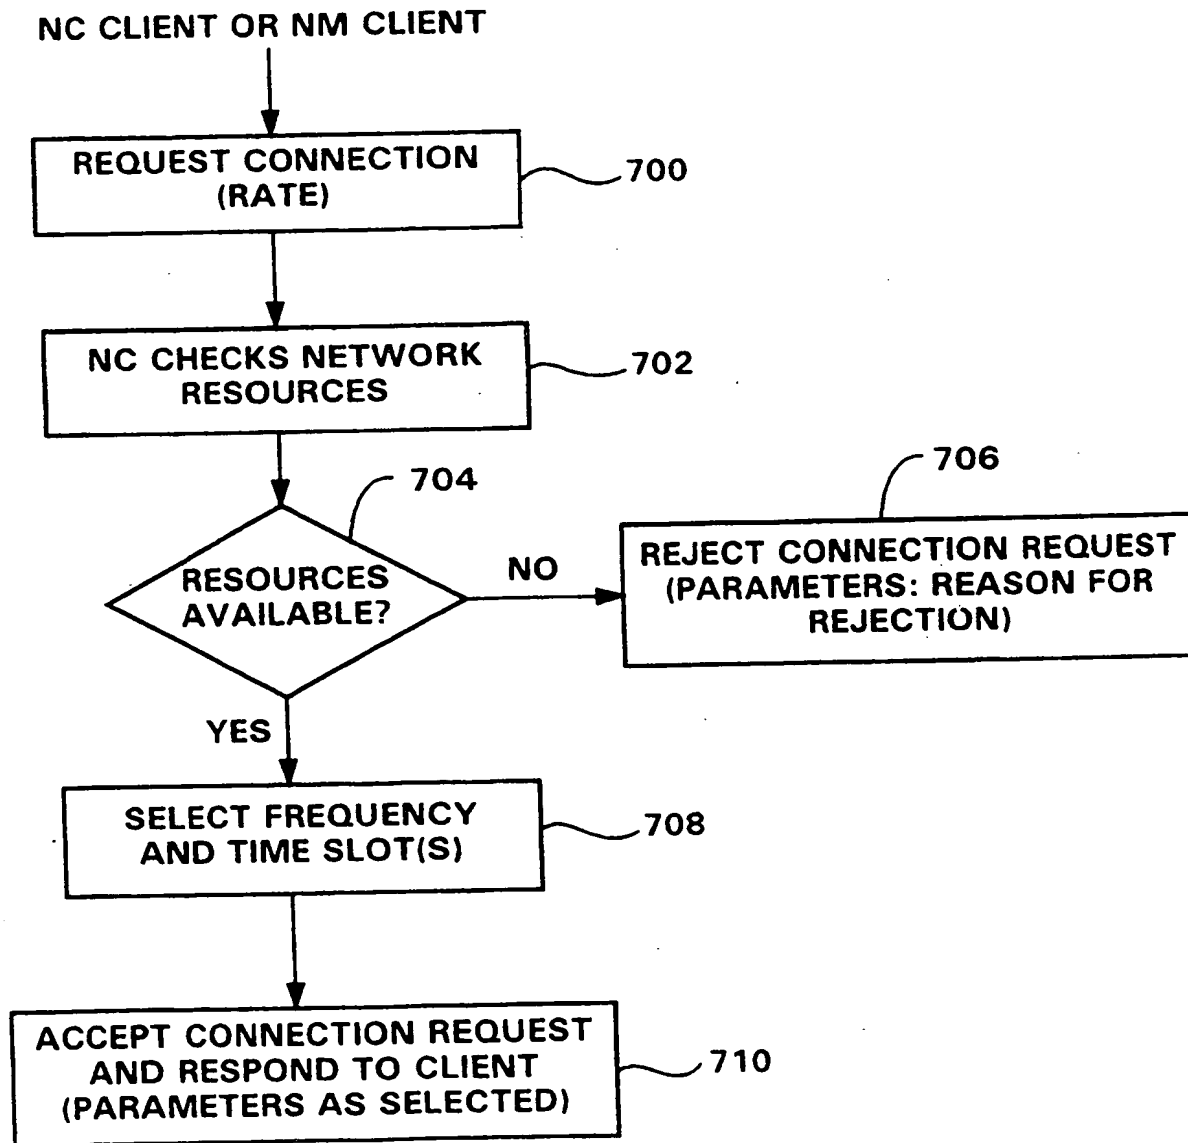 NC CLIENT OR NM CLIENT
REQUEST CONNECTION
(RATE)
700
NC CHECKS NETWORK
RESOURCES
702
704
RESOURCES
AVAILABLE?
NO
706
REJECT CONNECTION REQUEST
(PARAMETERS: REASON FOR
REJECTION)
YES
SELECT FREQUENCY
AND TIME SLOT(S)
708
ACCEPT CONNECTION REQUEST
AND RESPOND TO CLIENT
(PARAMETERS AS SELECTED)
710